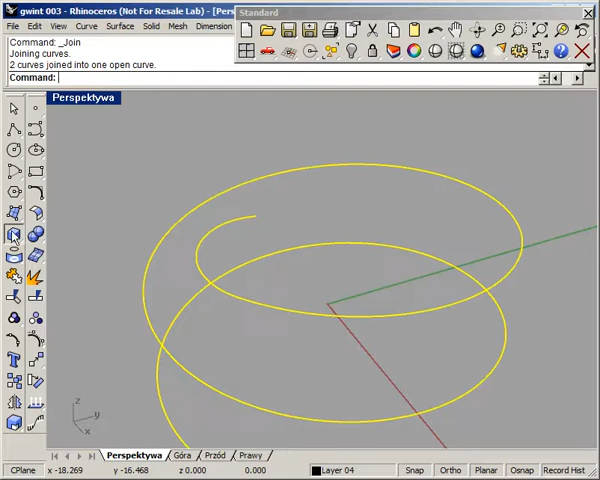 gwint 003 - Rhinoceros (Not For Resale Lab) - [Pers
Standard
File Edit View Curve Surface Solid Mesh Dimension
Command: _Join
Joining curves.
2 curves joined into one open curve.
Command:
Perspektywa
z
y
x
Perspektywa Góra Przód Prawy
CPlane x -18.269 y -16.468 z 0.000 0.000 Layer 04 Snap Ortho Planar Osnap Record Hist